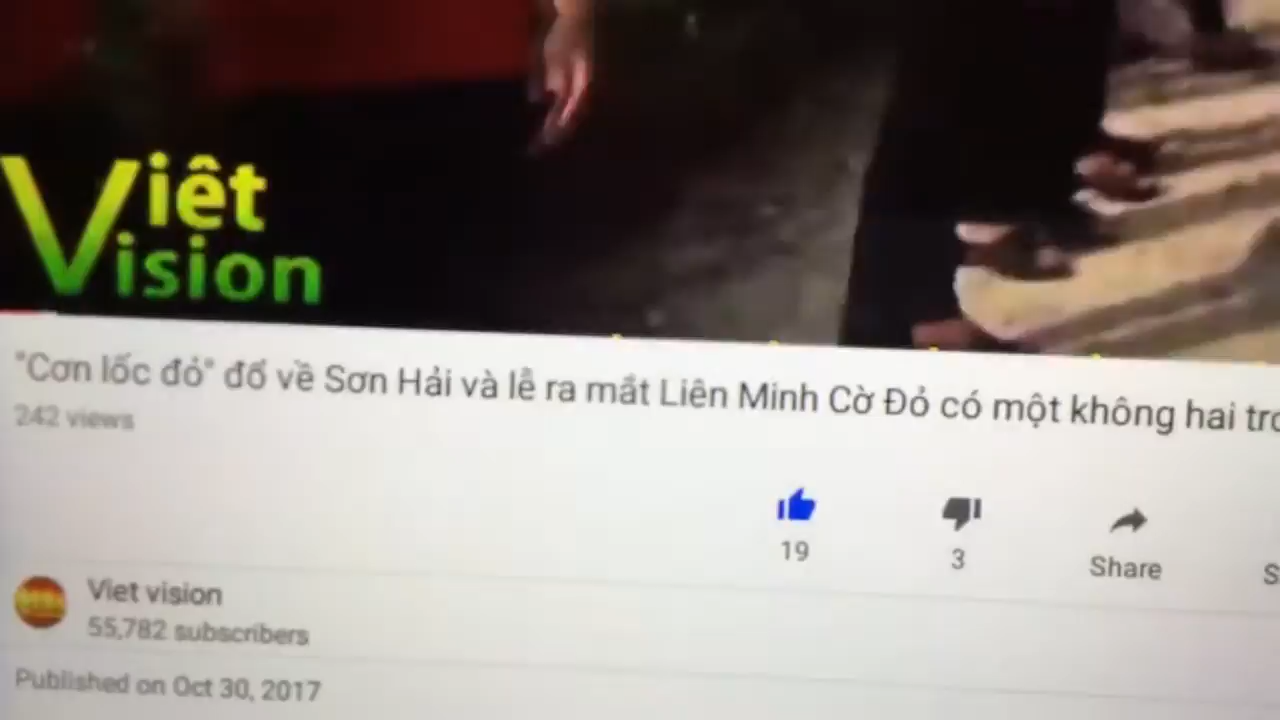 Việt
Vision
"Cơn lốc đỏ" đổ về Sơn Hải và lễ ra mắt Liên Minh Cờ Đỏ có một không hai
242 views
19
3
Share
Viet vision
55,782 subscribers
Published on Oct 30, 2017